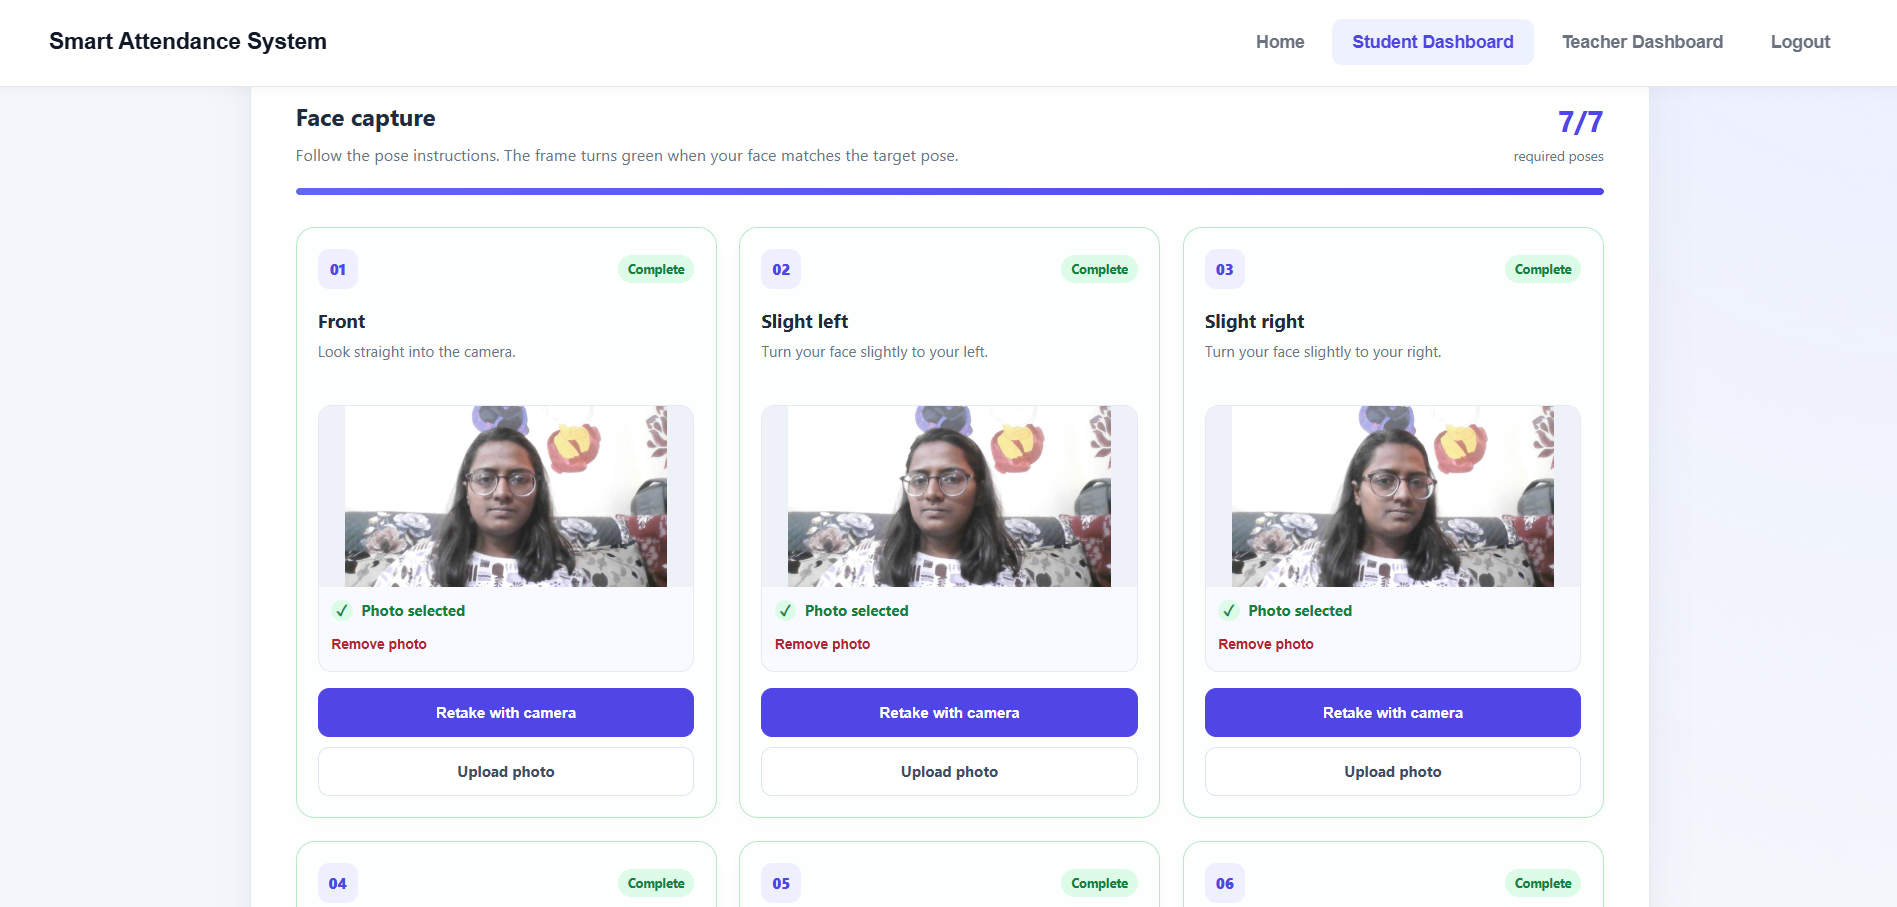 Smart Attendance System
Home
Student Dashboard
Teacher Dashboard
Logout
Face capture
Follow the pose instructions. The frame turns green when your face matches the target pose.
7/7
required poses
01
Complete
Front
Look straight into the camera.
✓ Photo selected
Remove photo
Retake with camera
Upload photo
02
Complete
Slight left
Turn your face slightly to your left.
✓ Photo selected
Remove photo
Retake with camera
Upload photo
03
Complete
Slight right
Turn your face slightly to your right.
✓ Photo selected
Remove photo
Retake with camera
Upload photo
04
Complete
05
Complete
06
Complete